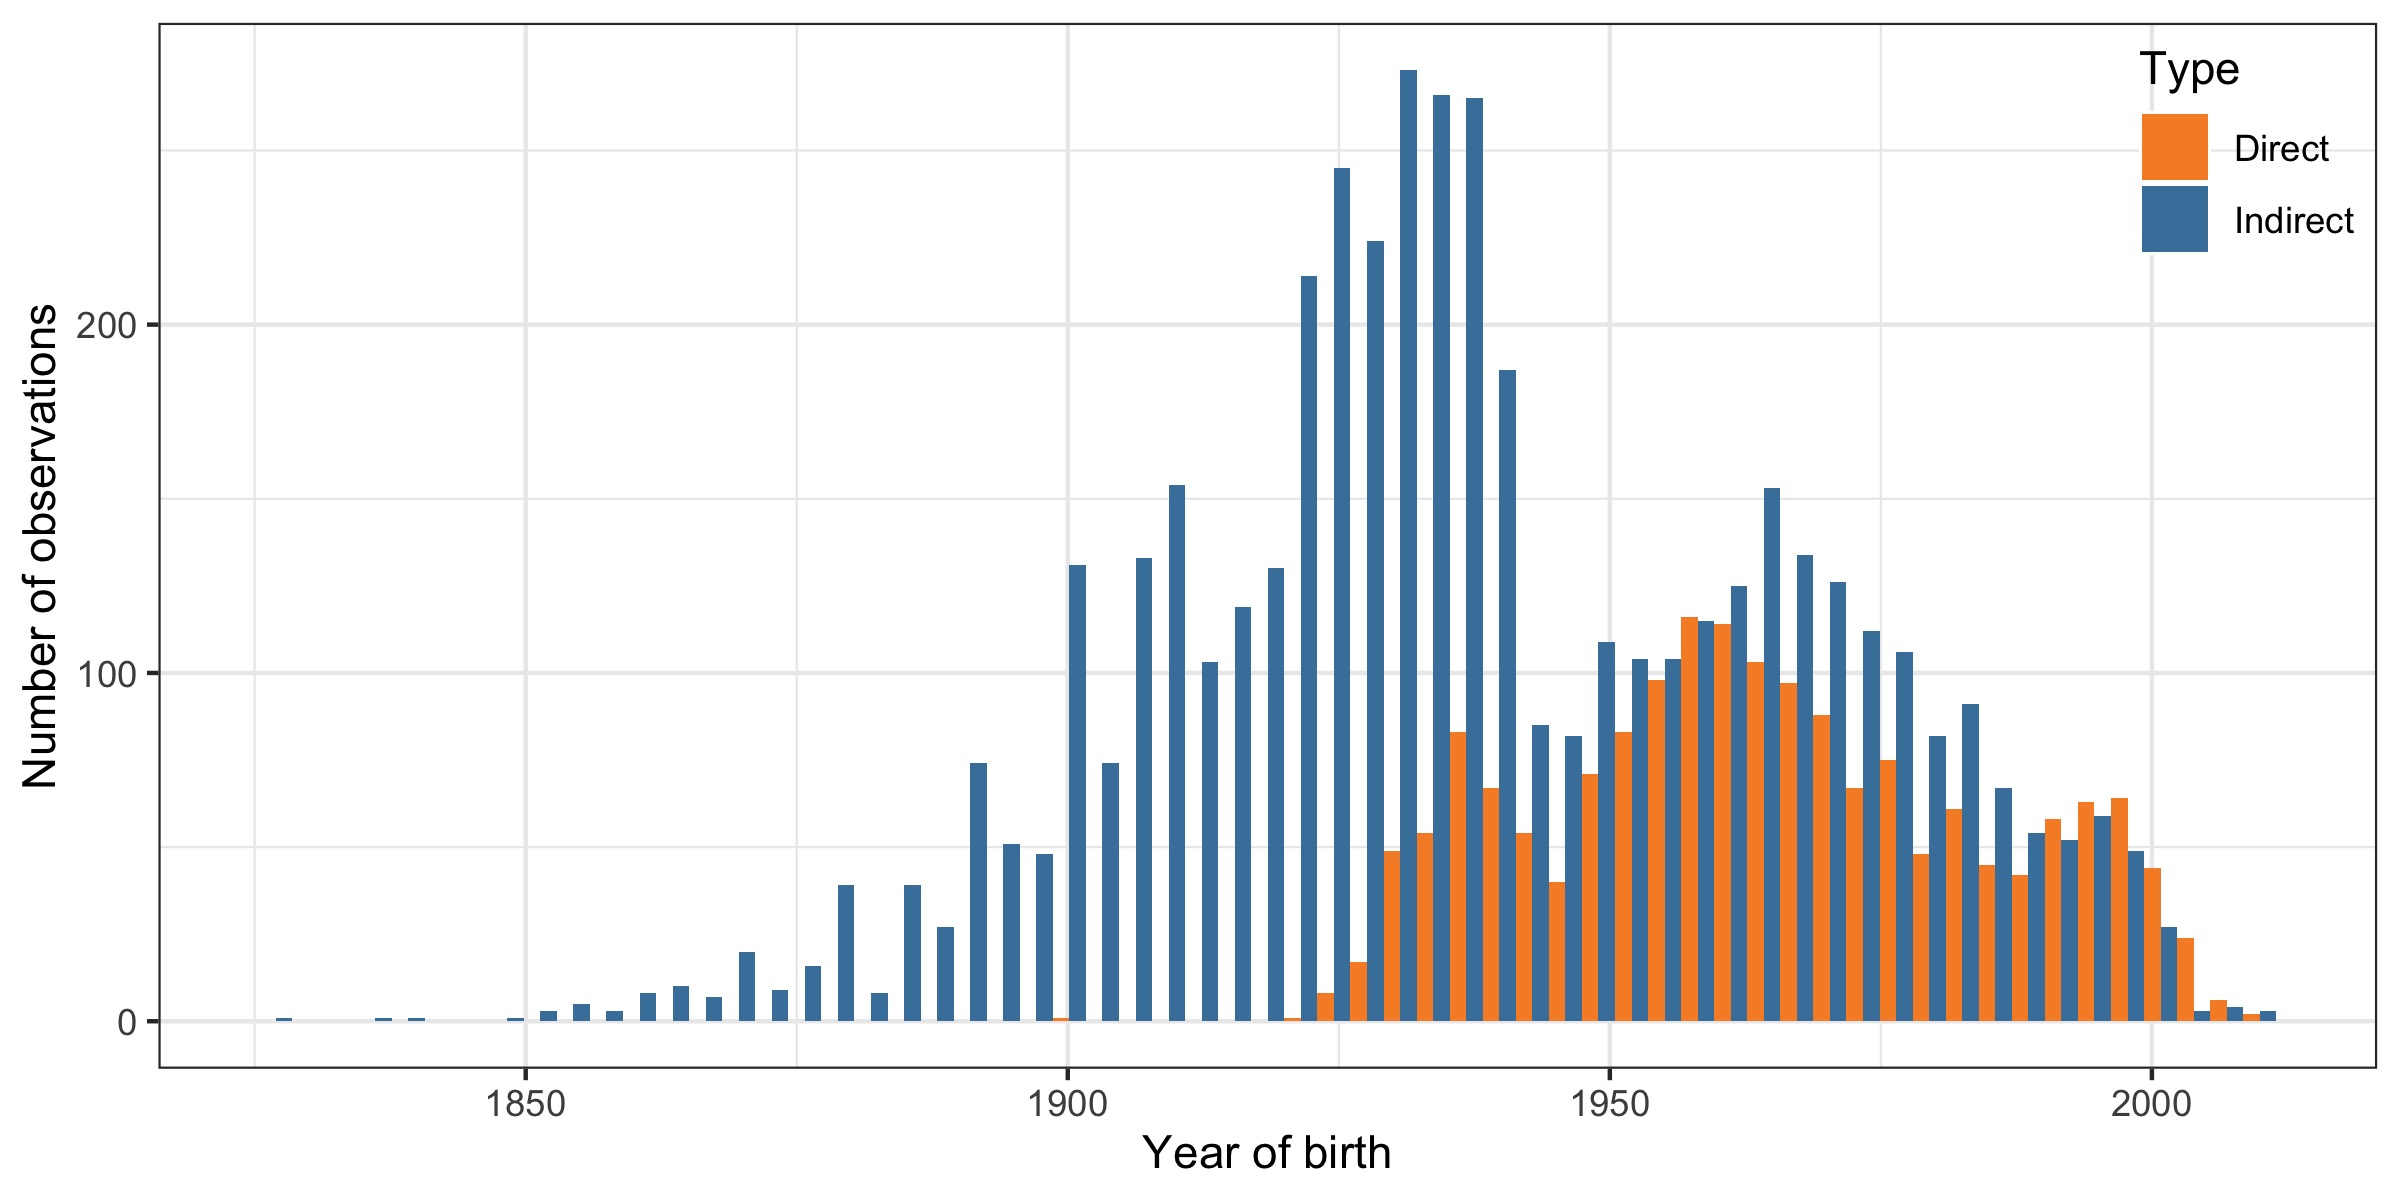 Type
Direct
Indirect
Number of observations
200
100
0
1850
1900
1950
2000
Year of birth